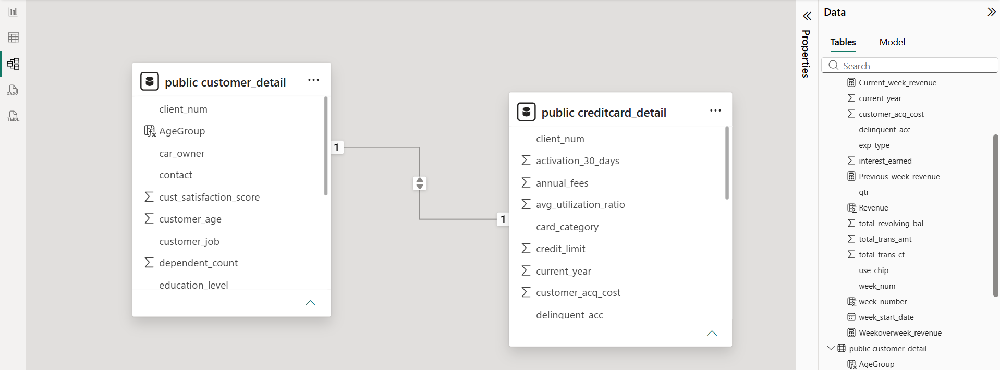 DAX
TMDL
public customer_detail
client_num
AgeGroup
car_owner
contact
cust_satisfaction_score
customer_age
customer_job
dependent_count
education_level
1
1
public creditcard_detail
client_num
activation_30_days
annual_fees
avg_utilization_ratio
card_category
credit_limit
current_year
customer_acq_cost
delinquent_acc
Properties
Data
Tables Model
Search
Current_week_revenue
current_year
customer_acq_cost
delinquent_acc
exp_type
interest_earned
Previous_week_revenue
qtr
Revenue
total_revolving_bal
total_trans_amt
total_trans_ct
use_chip
week_num
week_number
week_start_date
Weekoverweek_revenue
public customer_detail
AgeGroup